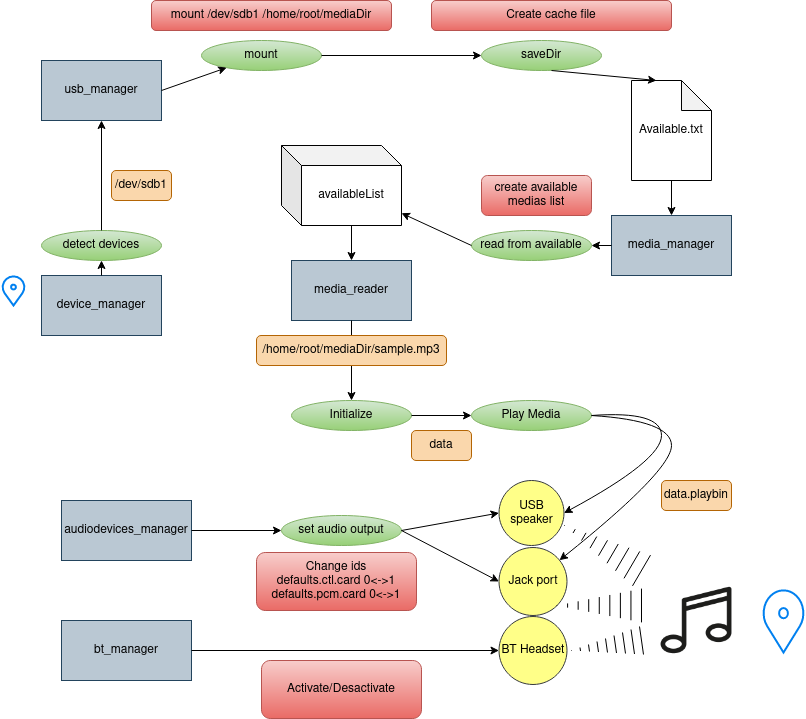 mount /dev/sdb1 /home/root/mediaDir
Create cache file
mount
saveDir
usb_manager
Available.txt
/dev/sdb1
create available
medias list
availableList
detect devices
read from available
media_manager
device_manager
media_reader
/home/root/mediaDir/sample.mp3
Initialize
Play Media
data
data.playbin
USB
speaker
audiodevices_manager
set audio output
Change ids
defaults.ctl.card 0<->1
defaults.pcm.card 0<->1
Jack port
bt_manager
BT Headset
Activate/Desactivate